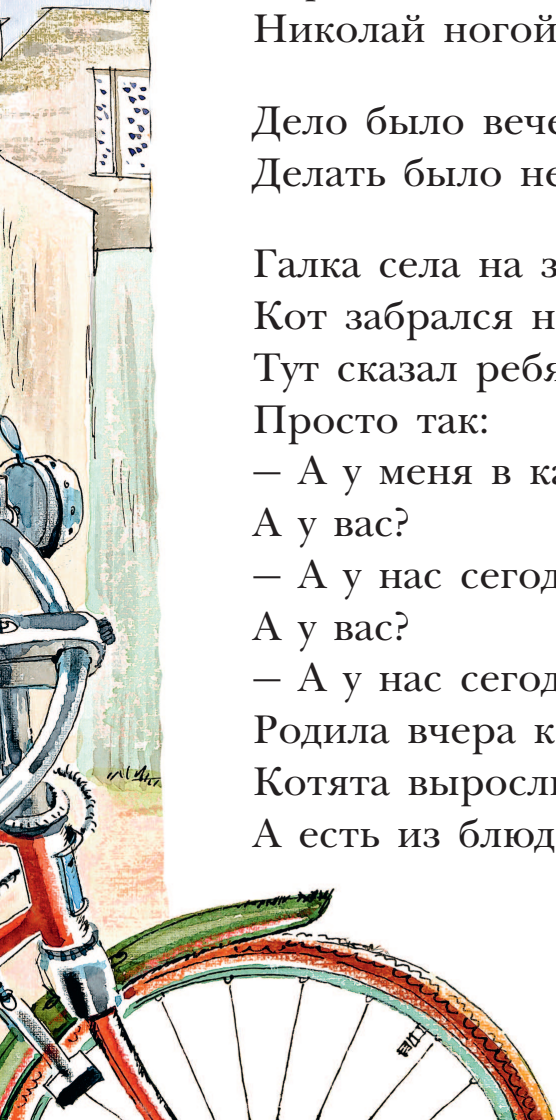 Николай ногой
Дело было вече
Делать было не
Галка села на з
Кот забрался н
Тут сказал ребя
Просто так:
– А у меня в ка
А у вас?
– А у нас сегод
А у вас?
– А у нас сегод
Родила вчера к
Котята выросли
А есть из блюд